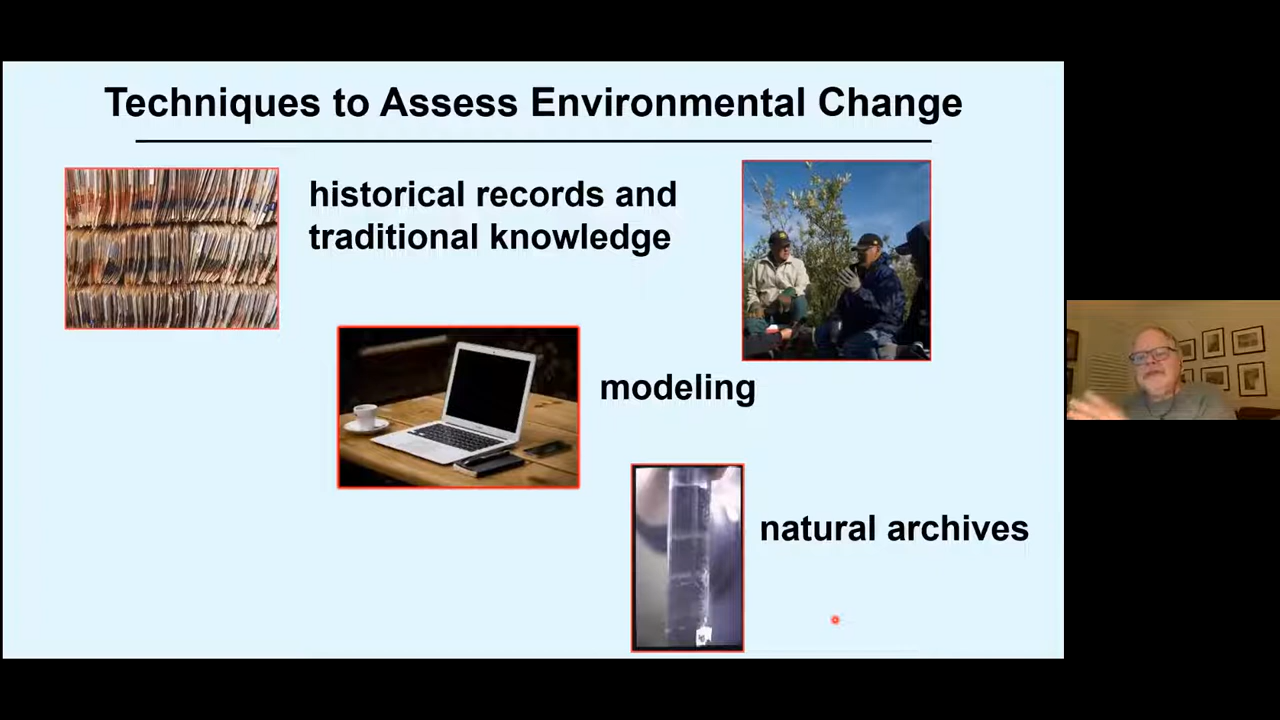 Techniques to Assess Environmental Change
historical records and
traditional knowledge
modeling
natural archives